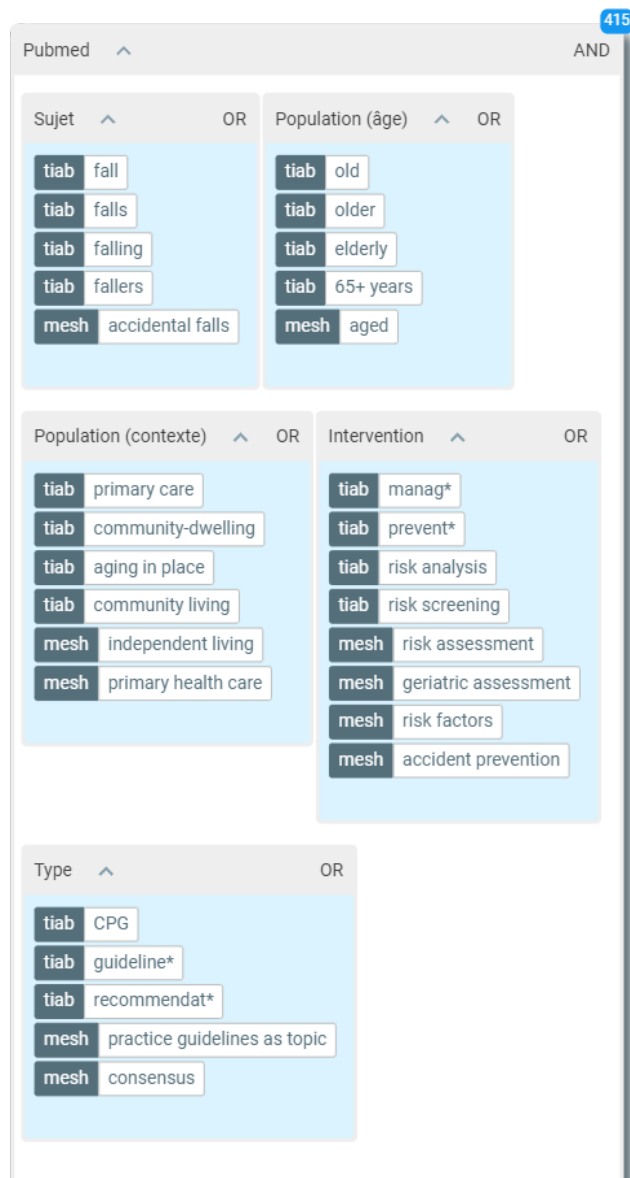 415
Pubmed AND
Sujet OR
tiab fall
tiab falls
tiab falling
tiab fallers
mesh accidental falls
Population (âge) OR
tiab old
tiab older
tiab elderly
tiab 65+ years
mesh aged
Population (contexte) OR
tiab primary care
tiab community-dwelling
tiab aging in place
tiab community living
mesh independent living
mesh primary health care
Intervention OR
tiab manag*
tiab prevent*
tiab risk analysis
tiab risk screening
mesh risk assessment
mesh geriatric assessment
mesh risk factors
mesh accident prevention
Type OR
tiab CPG
tiab guideline*
tiab recommendat*
mesh practice guidelines as topic
mesh consensus